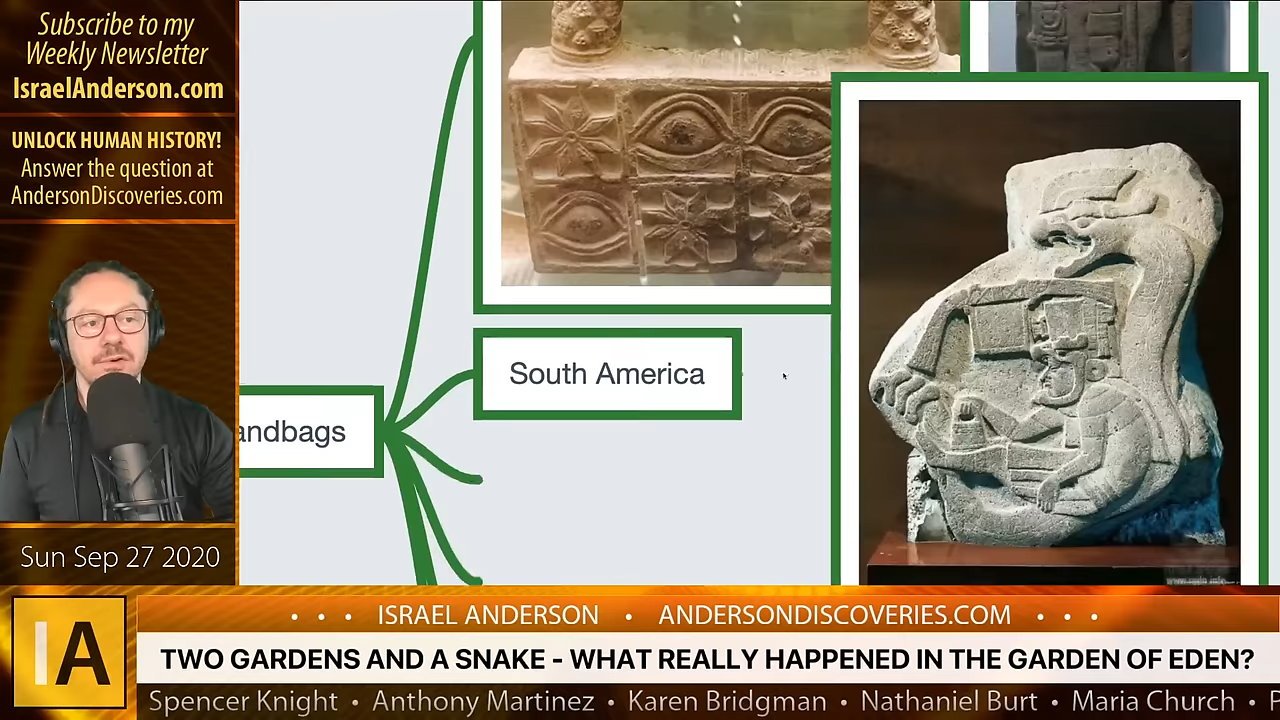 Subscribe to my
Weekly Newsletter
IsraelAnderson.com
UNLOCK HUMAN HISTORY!
Answer the question at
AndersonDiscoveries.com
andbags
South America
Sun Sep 27 2020
IA
• • • ISRAEL ANDERSON • ANDERSONDISCOVERIES.COM • • •
TWO GARDENS AND A SNAKE - WHAT REALLY HAPPENED IN THE GARDEN OF EDEN?
Spencer Knight • Anthony Martinez • Karen Bridgman • Nathaniel Burt • Maria Church •